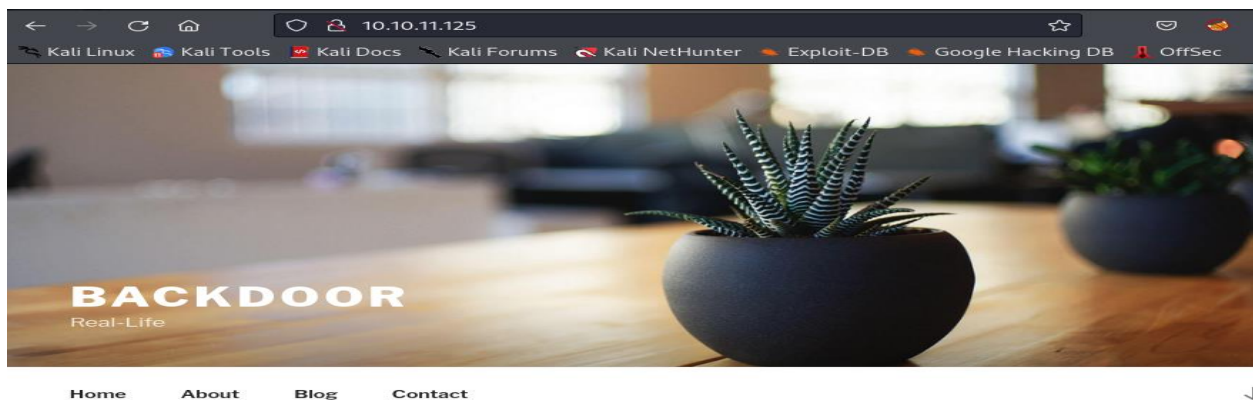 10.10.11.125
Kali Linux Kali Tools Kali Docs Kali Forums Kali NetHunter Exploit-DB Google Hacking DB OffSec
BACKDOOR
Real-Life
Home About Blog Contact